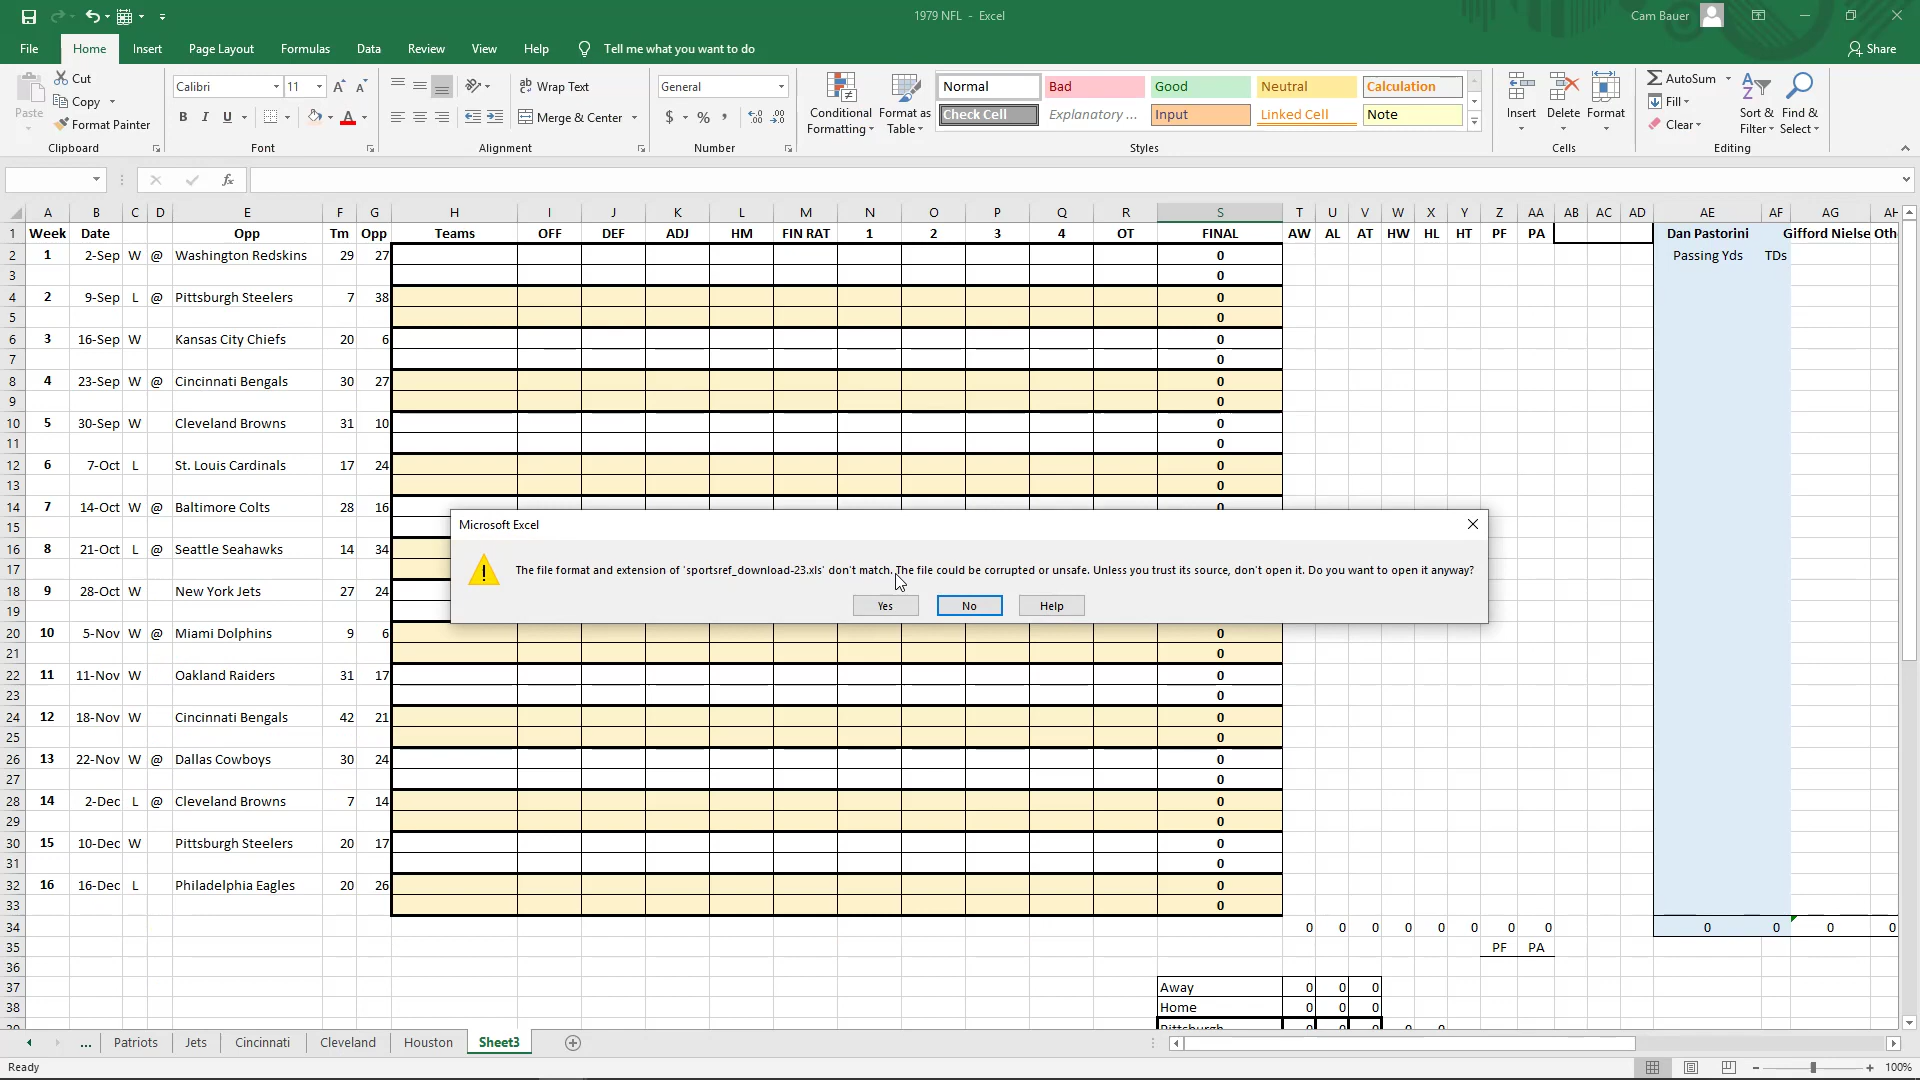 1979 NFL - Excel
Cam Bauer
File Home Insert Page Layout Formulas Data Review View Help Tell me what you want to do Share
Paste
Cut
Copy
Format Painter
Clipboard
Calibri 11
B I U
Font
Wrap Text
Merge & Center
Alignment
General
$ %
Number
Conditional Formatting
Format as Table
Normal Bad Good Neutral Calculation
Check Cell Explanatory ... Input Linked Cell Note
Styles
Insert Delete Format
Cells
AutoSum
Fill
Clear
Sort & Filter
Find & Select
Editing
fx
A B C D E F G H I J K L M N O P Q R S T U V W X Y Z AA AB AC AD AE AF AG AH
1 Week Date Opp Tm Opp Teams OFF DEF ADJ HM FIN RAT 1 2 3 4 OT FINAL AW AL AT HW HL HT PF PA Dan Pastorini Gifford Nielse Oth
2 1 2-Sep W @ Washington Redskins 29 27 0 Passing Yds TDs
3 0
4 2 9-Sep L @ Pittsburgh Steelers 7 38 0
5 0
6 3 16-Sep W Kansas City Chiefs 20 6 0
7 0
8 4 23-Sep W @ Cincinnati Bengals 30 27 0
9 0
10 5 30-Sep W Cleveland Browns 31 10 0
11 0
12 6 7-Oct L St. Louis Cardinals 17 24 0
13 0
14 7 14-Oct W @ Baltimore Colts 28 16 0
15
16 8 21-Oct L @ Seattle Seahawks 14 34
17
18 9 28-Oct W New York Jets 27 24
19
20 10 5-Nov W @ Miami Dolphins 9 6 0
21 0
22 11 11-Nov W Oakland Raiders 31 17 0
23 0
24 12 18-Nov W Cincinnati Bengals 42 21 0
25 0
26 13 22-Nov W @ Dallas Cowboys 30 24 0
27 0
28 14 2-Dec L @ Cleveland Browns 7 14 0
29 0
30 15 10-Dec W Pittsburgh Steelers 20 17 0
31 0
32 16 16-Dec L Philadelphia Eagles 20 26 0
33 0
34 0 0 0 0 0 0 0 0 0 0 0 0
35 PF PA
36
37 Away 0 0 0
38 Home 0 0 0
39 Pittsburgh 0 0 0 0 0
Microsoft Excel
The file format and extension of 'sportsref_download-23.xls' don't match. The file could be corrupted or unsafe. Unless you trust its source, don't open it. Do you want to open it anyway?
Yes No Help
... Patriots Jets Cincinnati Cleveland Houston Sheet3
Ready
100%